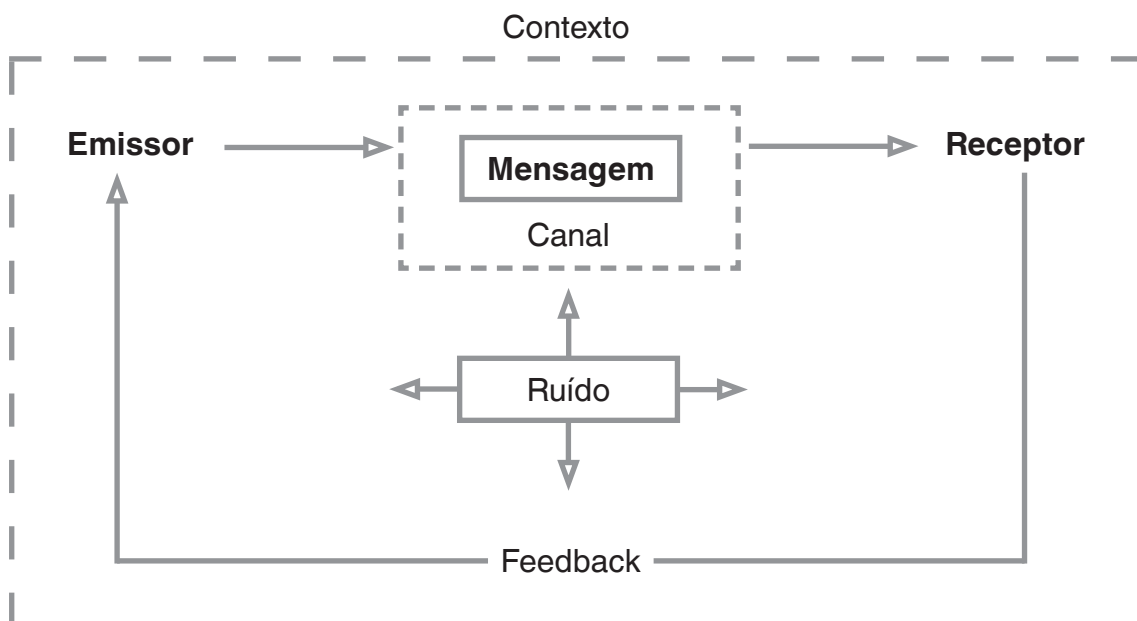 Contexto
Emissor
Mensagem
Receptor
Canal
Ruído
Feedback